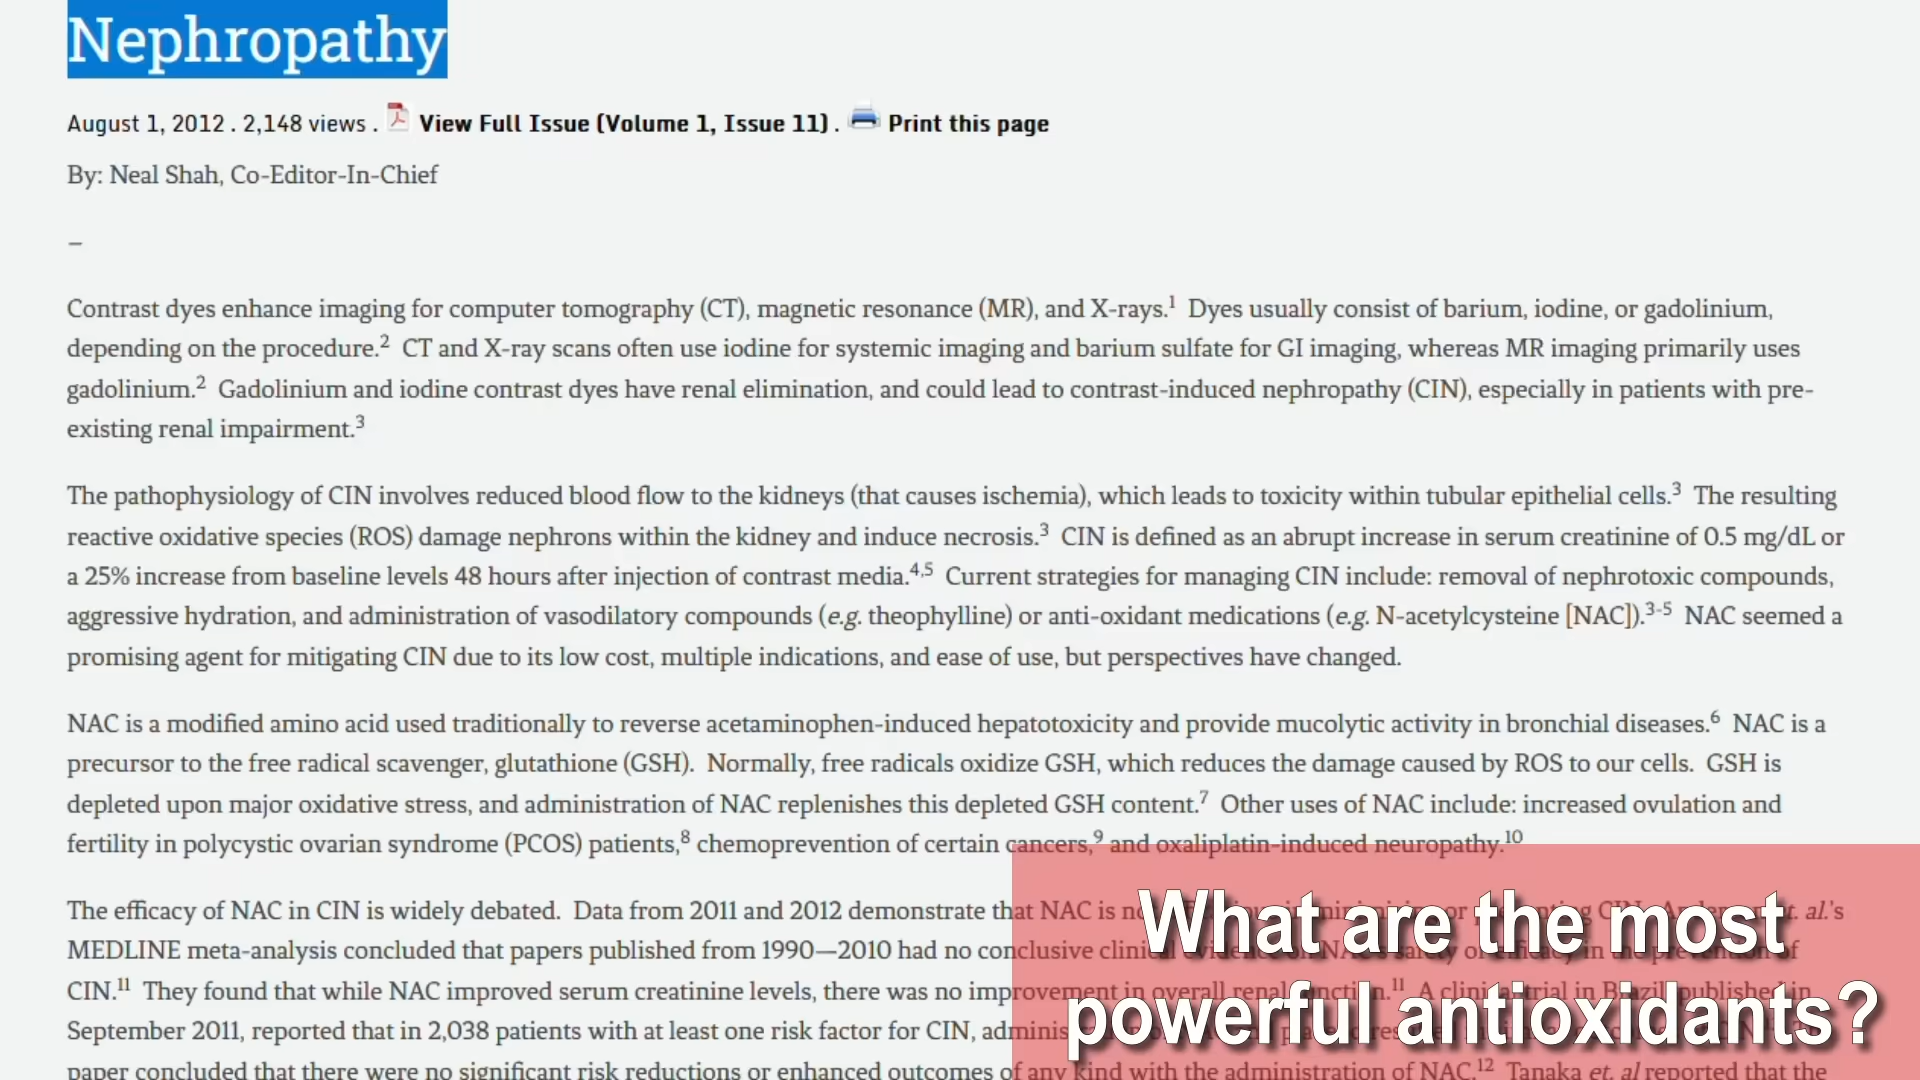 Nephropathy
August 1, 2012 . 2,148 views . View Full Issue (Volume 1, Issue 11) . Print this page
By: Neal Shah, Co-Editor-In-Chief
–
Contrast dyes enhance imaging for computer tomography (CT), magnetic resonance (MR), and X-rays.1 Dyes usually consist of barium, iodine, or gadolinium,
depending on the procedure.2 CT and X-ray scans often use iodine for systemic imaging and barium sulfate for GI imaging, whereas MR imaging primarily uses
gadolinium.2 Gadolinium and iodine contrast dyes have renal elimination, and could lead to contrast-induced nephropathy (CIN), especially in patients with pre-
existing renal impairment.3
The pathophysiology of CIN involves reduced blood flow to the kidneys (that causes ischemia), which leads to toxicity within tubular epithelial cells.3 The resulting
reactive oxidative species (ROS) damage nephrons within the kidney and induce necrosis.3 CIN is defined as an abrupt increase in serum creatinine of 0.5 mg/dL or
a 25% increase from baseline levels 48 hours after injection of contrast media.4,5 Current strategies for managing CIN include: removal of nephrotoxic compounds,
aggressive hydration, and administration of vasodilatory compounds (e.g. theophylline) or anti-oxidant medications (e.g. N-acetylcysteine [NAC]).3-5 NAC seemed a
promising agent for mitigating CIN due to its low cost, multiple indications, and ease of use, but perspectives have changed.
NAC is a modified amino acid used traditionally to reverse acetaminophen-induced hepatotoxicity and provide mucolytic activity in bronchial diseases.6 NAC is a
precursor to the free radical scavenger, glutathione (GSH). Normally, free radicals oxidize GSH, which reduces the damage caused by ROS to our cells. GSH is
depleted upon major oxidative stress, and administration of NAC replenishes this depleted GSH content.7 Other uses of NAC include: increased ovulation and
fertility in polycystic ovarian syndrome (PCOS) patients,8 chemoprevention of certain cancers,9 and oxaliplatin-induced neuropathy.10
The efficacy of NAC in CIN is widely debated. Data from 2011 and 2012 demonstrate that NAC is et. al.'s
MEDLINE meta-analysis concluded that papers published from 1990—2010 had no conclusive in the prevention of
CIN.11 They found that while NAC improved serum creatinine levels, there was no improvement in overall renal function.11 A clinical trial in Brazil, published in
September 2011, reported that in 2,038 patients with at least one risk factor for CIN,
paper concluded that there were no significant risk reductions or enhanced outcomes of any kind with the administration of NAC.12 Tanaka et. al reported that the
What are the most
powerful antioxidants?